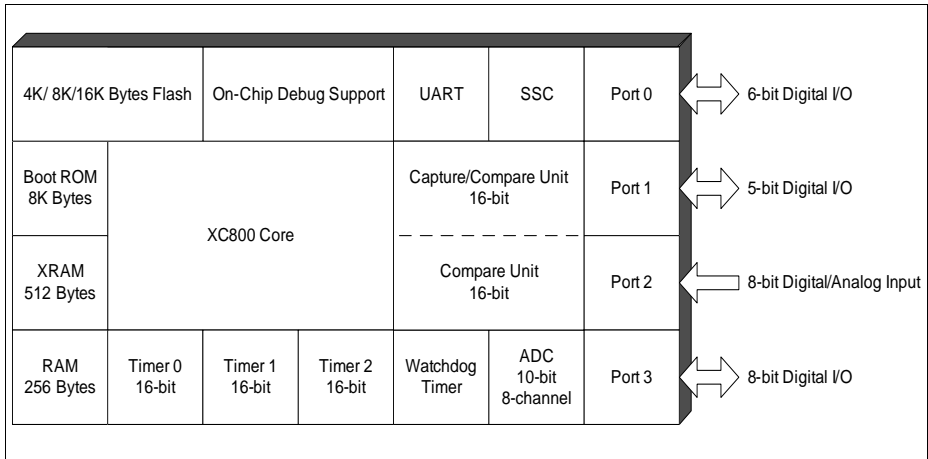 4K/ 8K/16K Bytes Flash
On-Chip Debug Support
UART
SSC
Port 0
6-bit Digital I/O
Boot ROM
8K Bytes
XC800 Core
Capture/Compare Unit
16-bit
Port 1
5-bit Digital I/O
XRAM
512 Bytes
Compare Unit
16-bit
Port 2
8-bit Digital/Analog Input
RAM
256 Bytes
Timer 0
16-bit
Timer 1
16-bit
Timer 2
16-bit
Watchdog
Timer
ADC
10-bit
8-channel
Port 3
8-bit Digital I/O